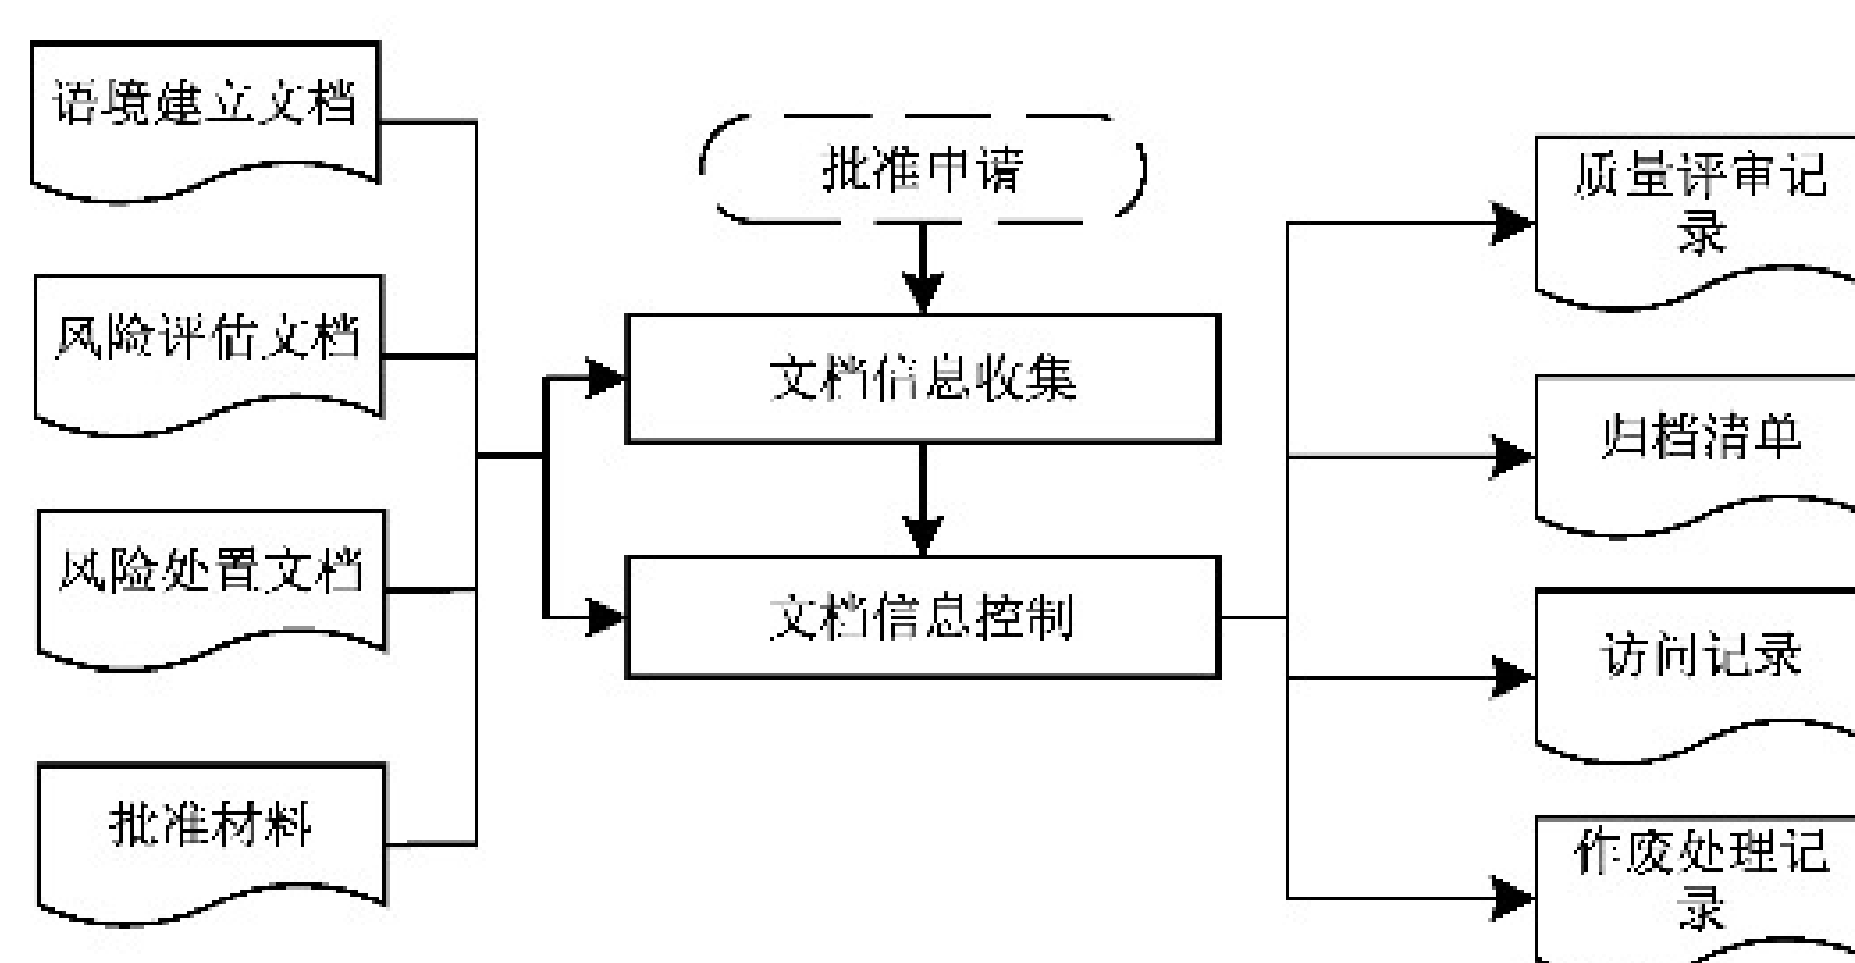 语境建立文档
风险评估文档
风险处置文档
批准材料
批准申请
文档信息收集
文档信息控制
质量评审记
录
归档清单
访问记录
作废处理记
录